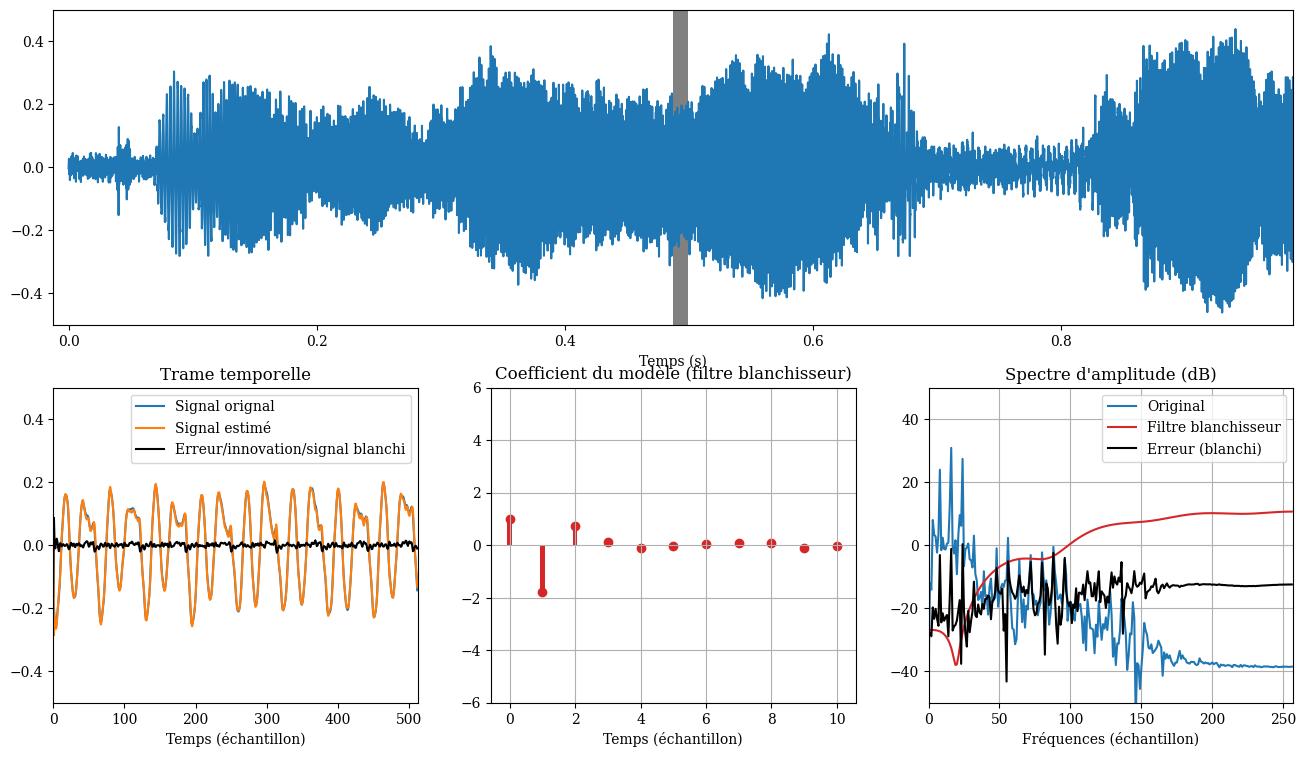 0.4
0.2
0.0
−0.2
−0.4
0.0 0.2 0.4 0.6 0.8
Temps (s)
Trame temporelle
Signal orignal
Signal estimé
Erreur/innovation/signal blanchi
0.4
0.2
0.0
−0.2
−0.4
0 100 200 300 400 500
Temps (échantillon)
Coefficient du modèle (filtre blanchisseur)
6
4
2
0
−2
−4
−6
0 2 4 6 8 10
Temps (échantillon)
Spectre d'amplitude (dB)
Original
Filtre blanchisseur
Erreur (blanchi)
40
20
0
−20
−40
0 50 100 150 200 250
Fréquences (échantillon)